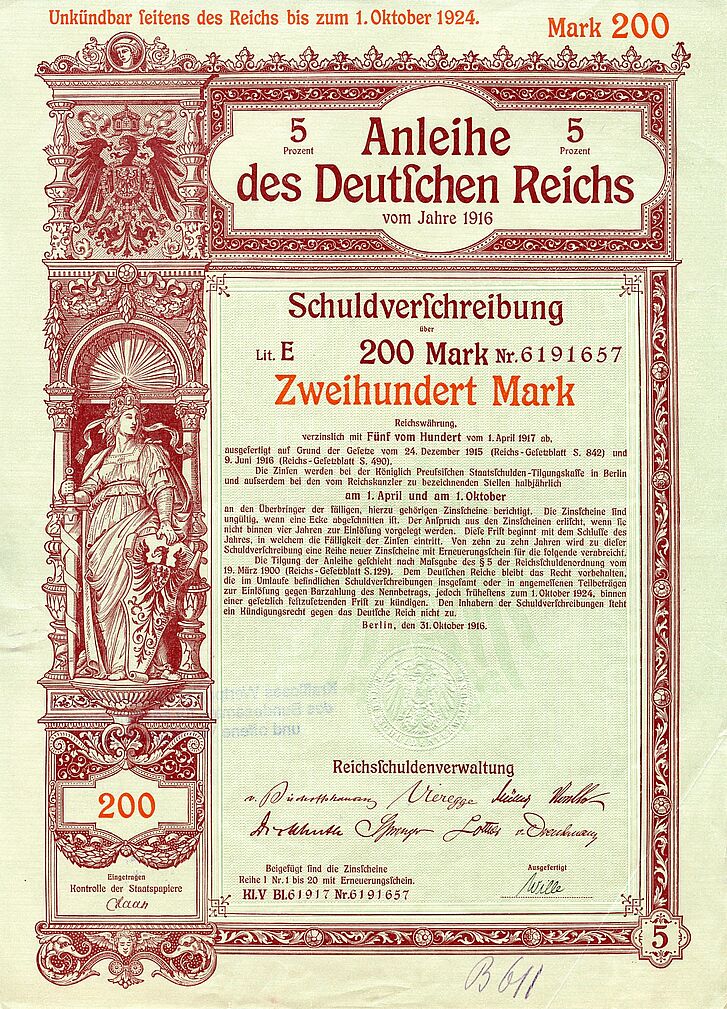 Unkündbar ſeitens des Reichs bis zum 1. Oktober 1924.
Mark 200
5 Prozent
Anleihe
5 Prozent
des Deutſchen Reichs
vom Jahre 1916
Schuldverſchreibung
über
Lit. E 200 Mark Nr. 6191657
Zweihundert Mark
Reichswährung,
verzinslich mit Fünf vom Hundert vom 1. April 1917 ab,
ausgefertigt auf Grund der Geſetze vom 24. Dezember 1915 (Reichs-Geſetzblatt S. 842) und
9. Juni 1916 (Reichs-Geſetzblatt S. 490).
Die Zinſen werden bei der Königlich Preuſsiſchen Staatsſchulden-Tilgungskaſſe in Berlin
und auſserdem bei den vom Reichskanzler zu bezeichnenden Stellen halbjährlich
am 1. April und am 1. Oktober
an den Überbringer der fälligen, hierzu gehörigen Zinsſcheine berichtigt. Die Zinsſcheine ſind
ungültig, wenn eine Ecke abgeſchnitten iſt. Der Anſpruch aus den Zinsſcheinen erliſcht, wenn ſie
nicht binnen vier Jahren zur Einlöſung vorgelegt werden. Dieſe Friſt beginnt mit dem Schluſſe des
Jahres, in welchem die Fälligkeit der Zinſen eintritt. Von zehn zu zehn Jahren wird zu dieſer
Schuldverſchreibung eine Reihe neuer Zinsſcheine mit Erneuerungsſchein für die folgende verabreicht.
Die Tilgung der Anleihe geſchieht nach Maſsgabe des § 5 der Reichsſchuldenordnung vom
19. März 1900 (Reichs-Geſetzblatt S. 129). Dem Deutſchen Reiche bleibt das Recht vorbehalten,
die im Umlaufe befindlichen Schuldverſchreibungen insgeſamt oder in angemeſſenen Teilbeträgen
zur Einlöſung gegen Barzahlung des Nennbetrags, jedoch früheſtens zum 1. Oktober 1924, binnen
einer geſetzlich feſtzuſetzenden Friſt zu kündigen. Den Inhabern der Schuldverſchreibungen ſteht
ein Kündigungsrecht gegen das Deutſche Reich nicht zu.
Berlin, den 31. Oktober 1916.
Reichsſchuldenverwaltung
v. Bischoffshausen Vieregge Müller
Dickhuth Springer Lottes v. Drenkmann
200
Eingetragen
Kontrolle der Staatspapiere
Claan
Beigefügt ſind die Zinsſcheine
Reihe I Nr. 1 bis 20 mit Erneuerungsſchein.
Kl.V Bl. 61917 Nr. 6191657
Ausgefertigt
Wille
5
B 611